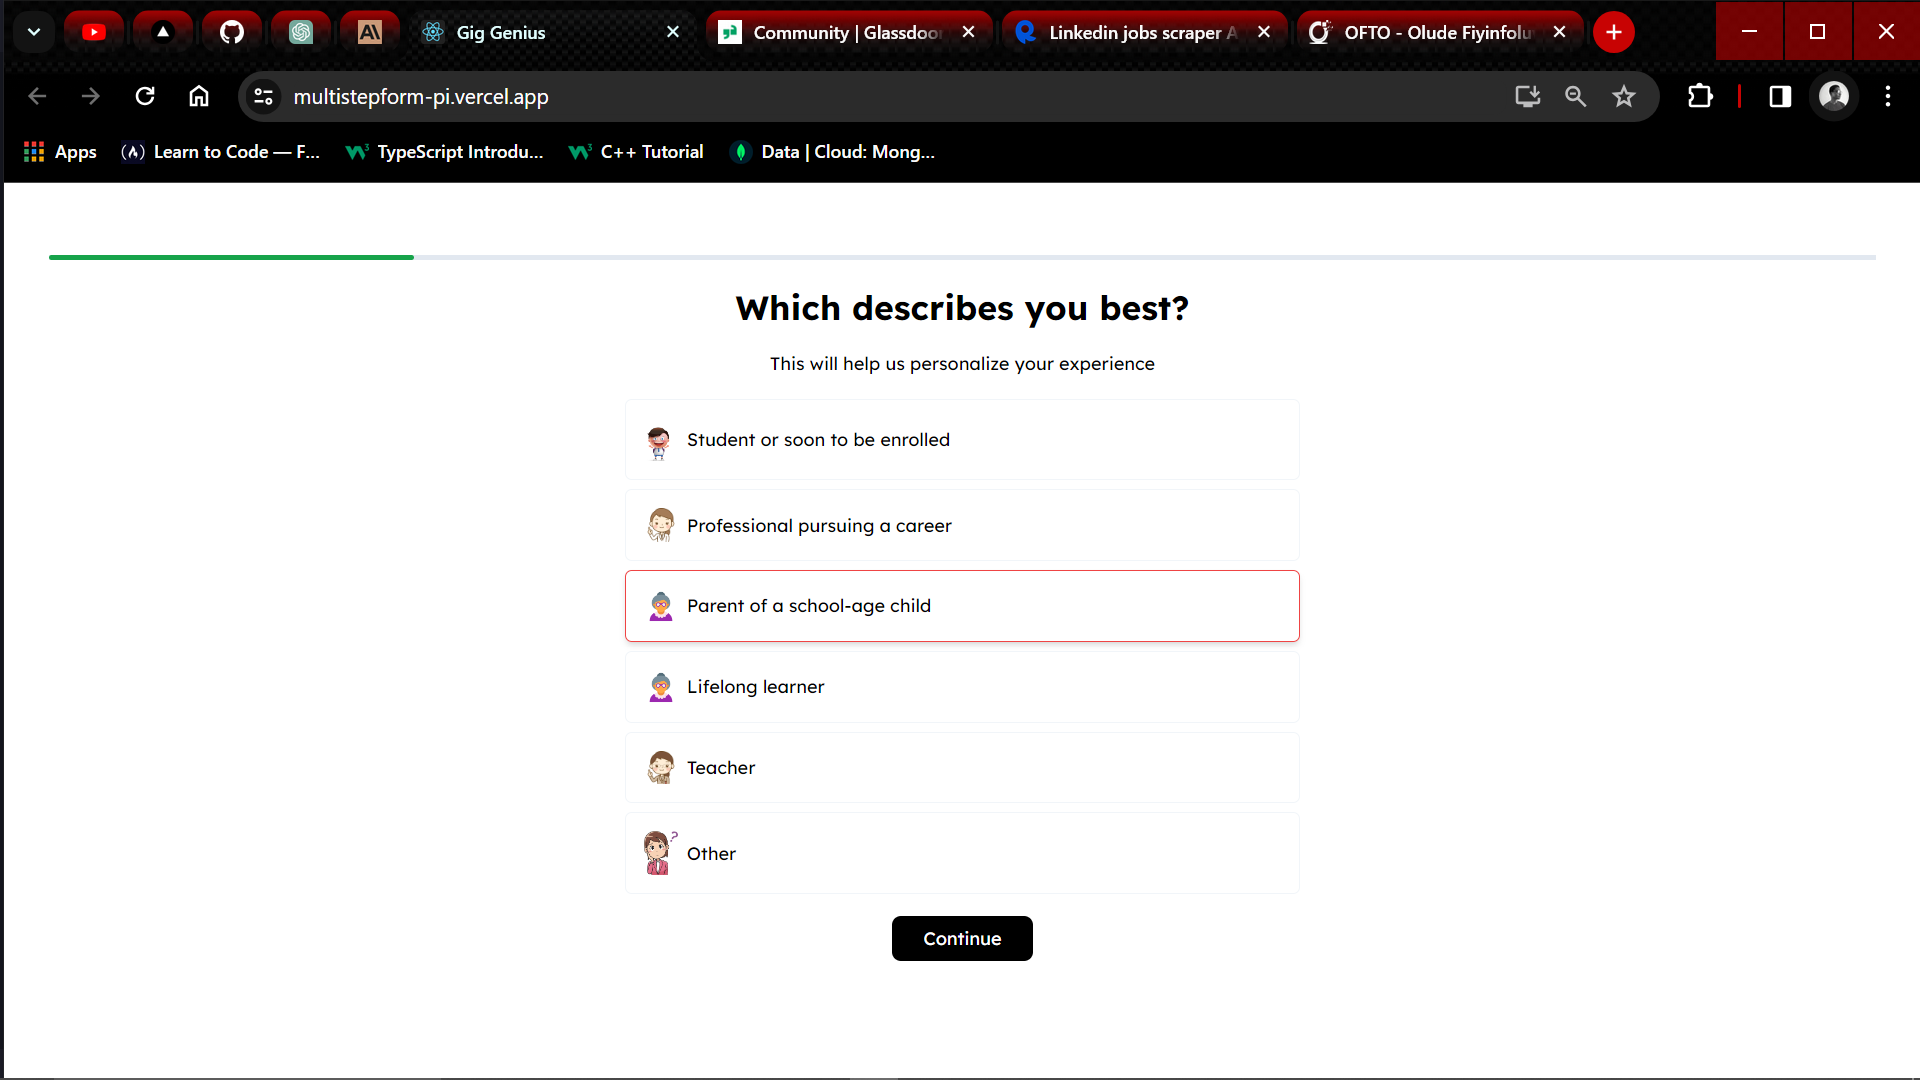 Gig Genius
Community | Glassdoor
Linkedin jobs scraper A
OFTO - Olude Fiyinfolu
multistepform-pi.vercel.app
Apps
Learn to Code — F...
TypeScript Introdu...
C++ Tutorial
Data | Cloud: Mong...
Which describes you best?
This will help us personalize your experience
Student or soon to be enrolled
Professional pursuing a career
Parent of a school-age child
Lifelong learner
Teacher
Other
Continue